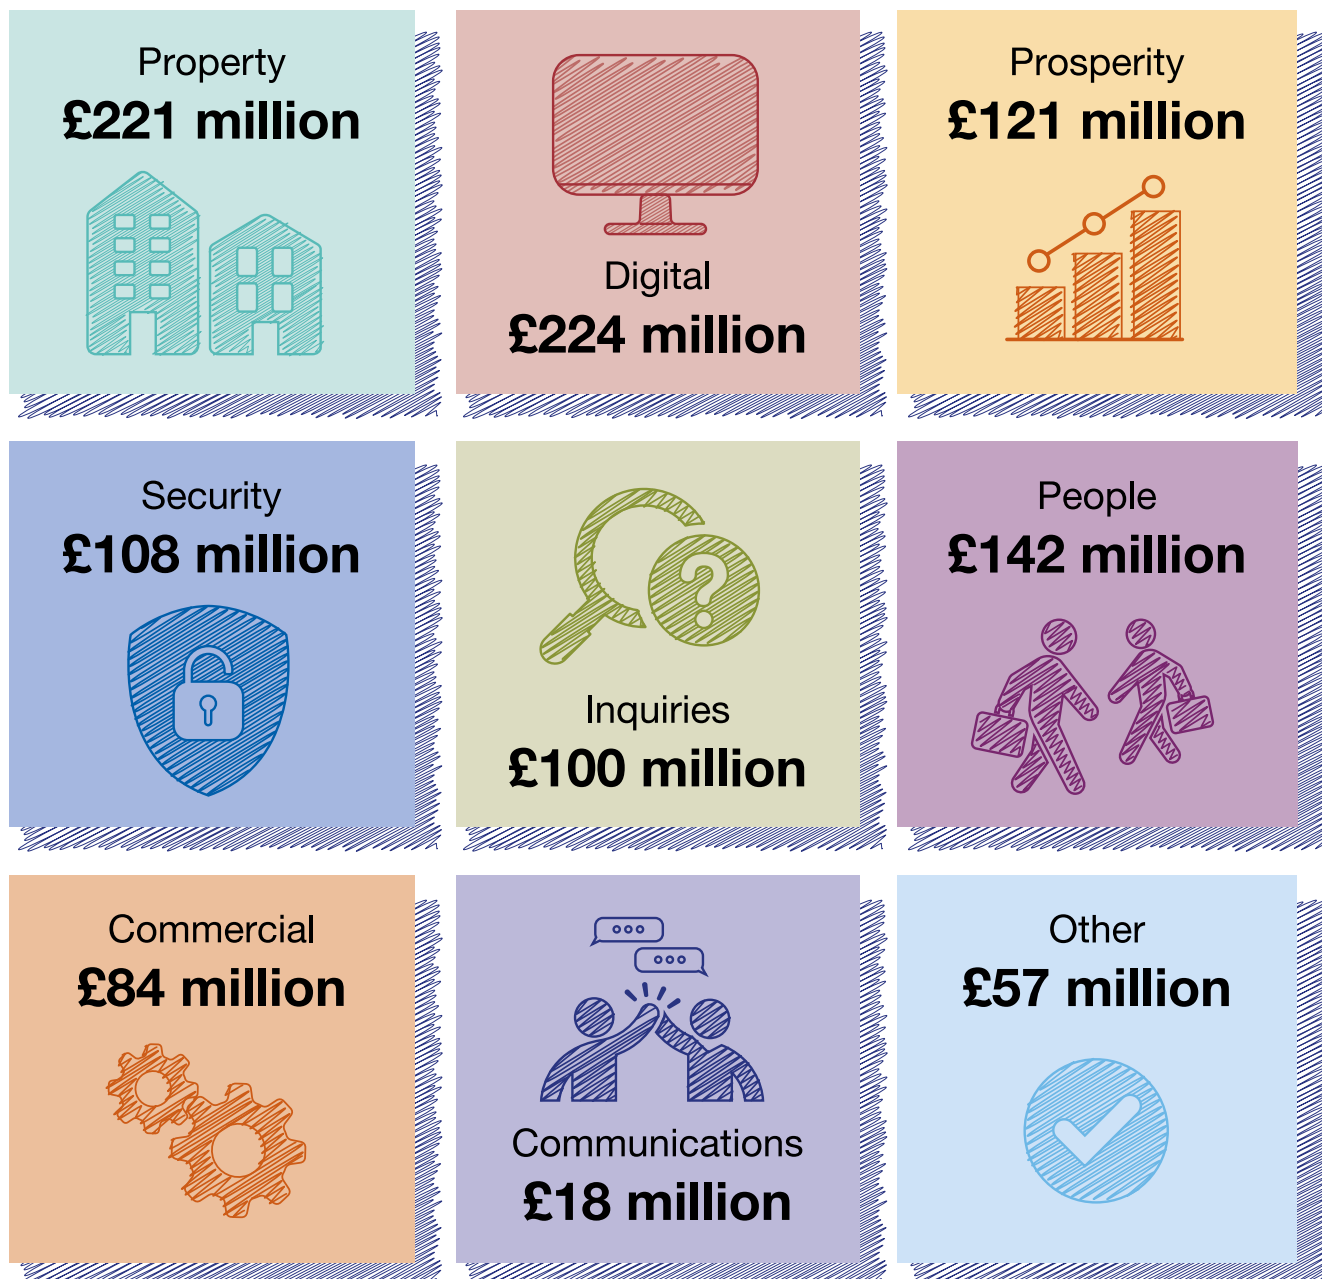 Property
£221 million
Digital
£224 million
Prosperity
£121 million
Security
£108 million
Inquiries
£100 million
People
£142 million
Commercial
£84 million
Communications
£18 million
Other
£57 million